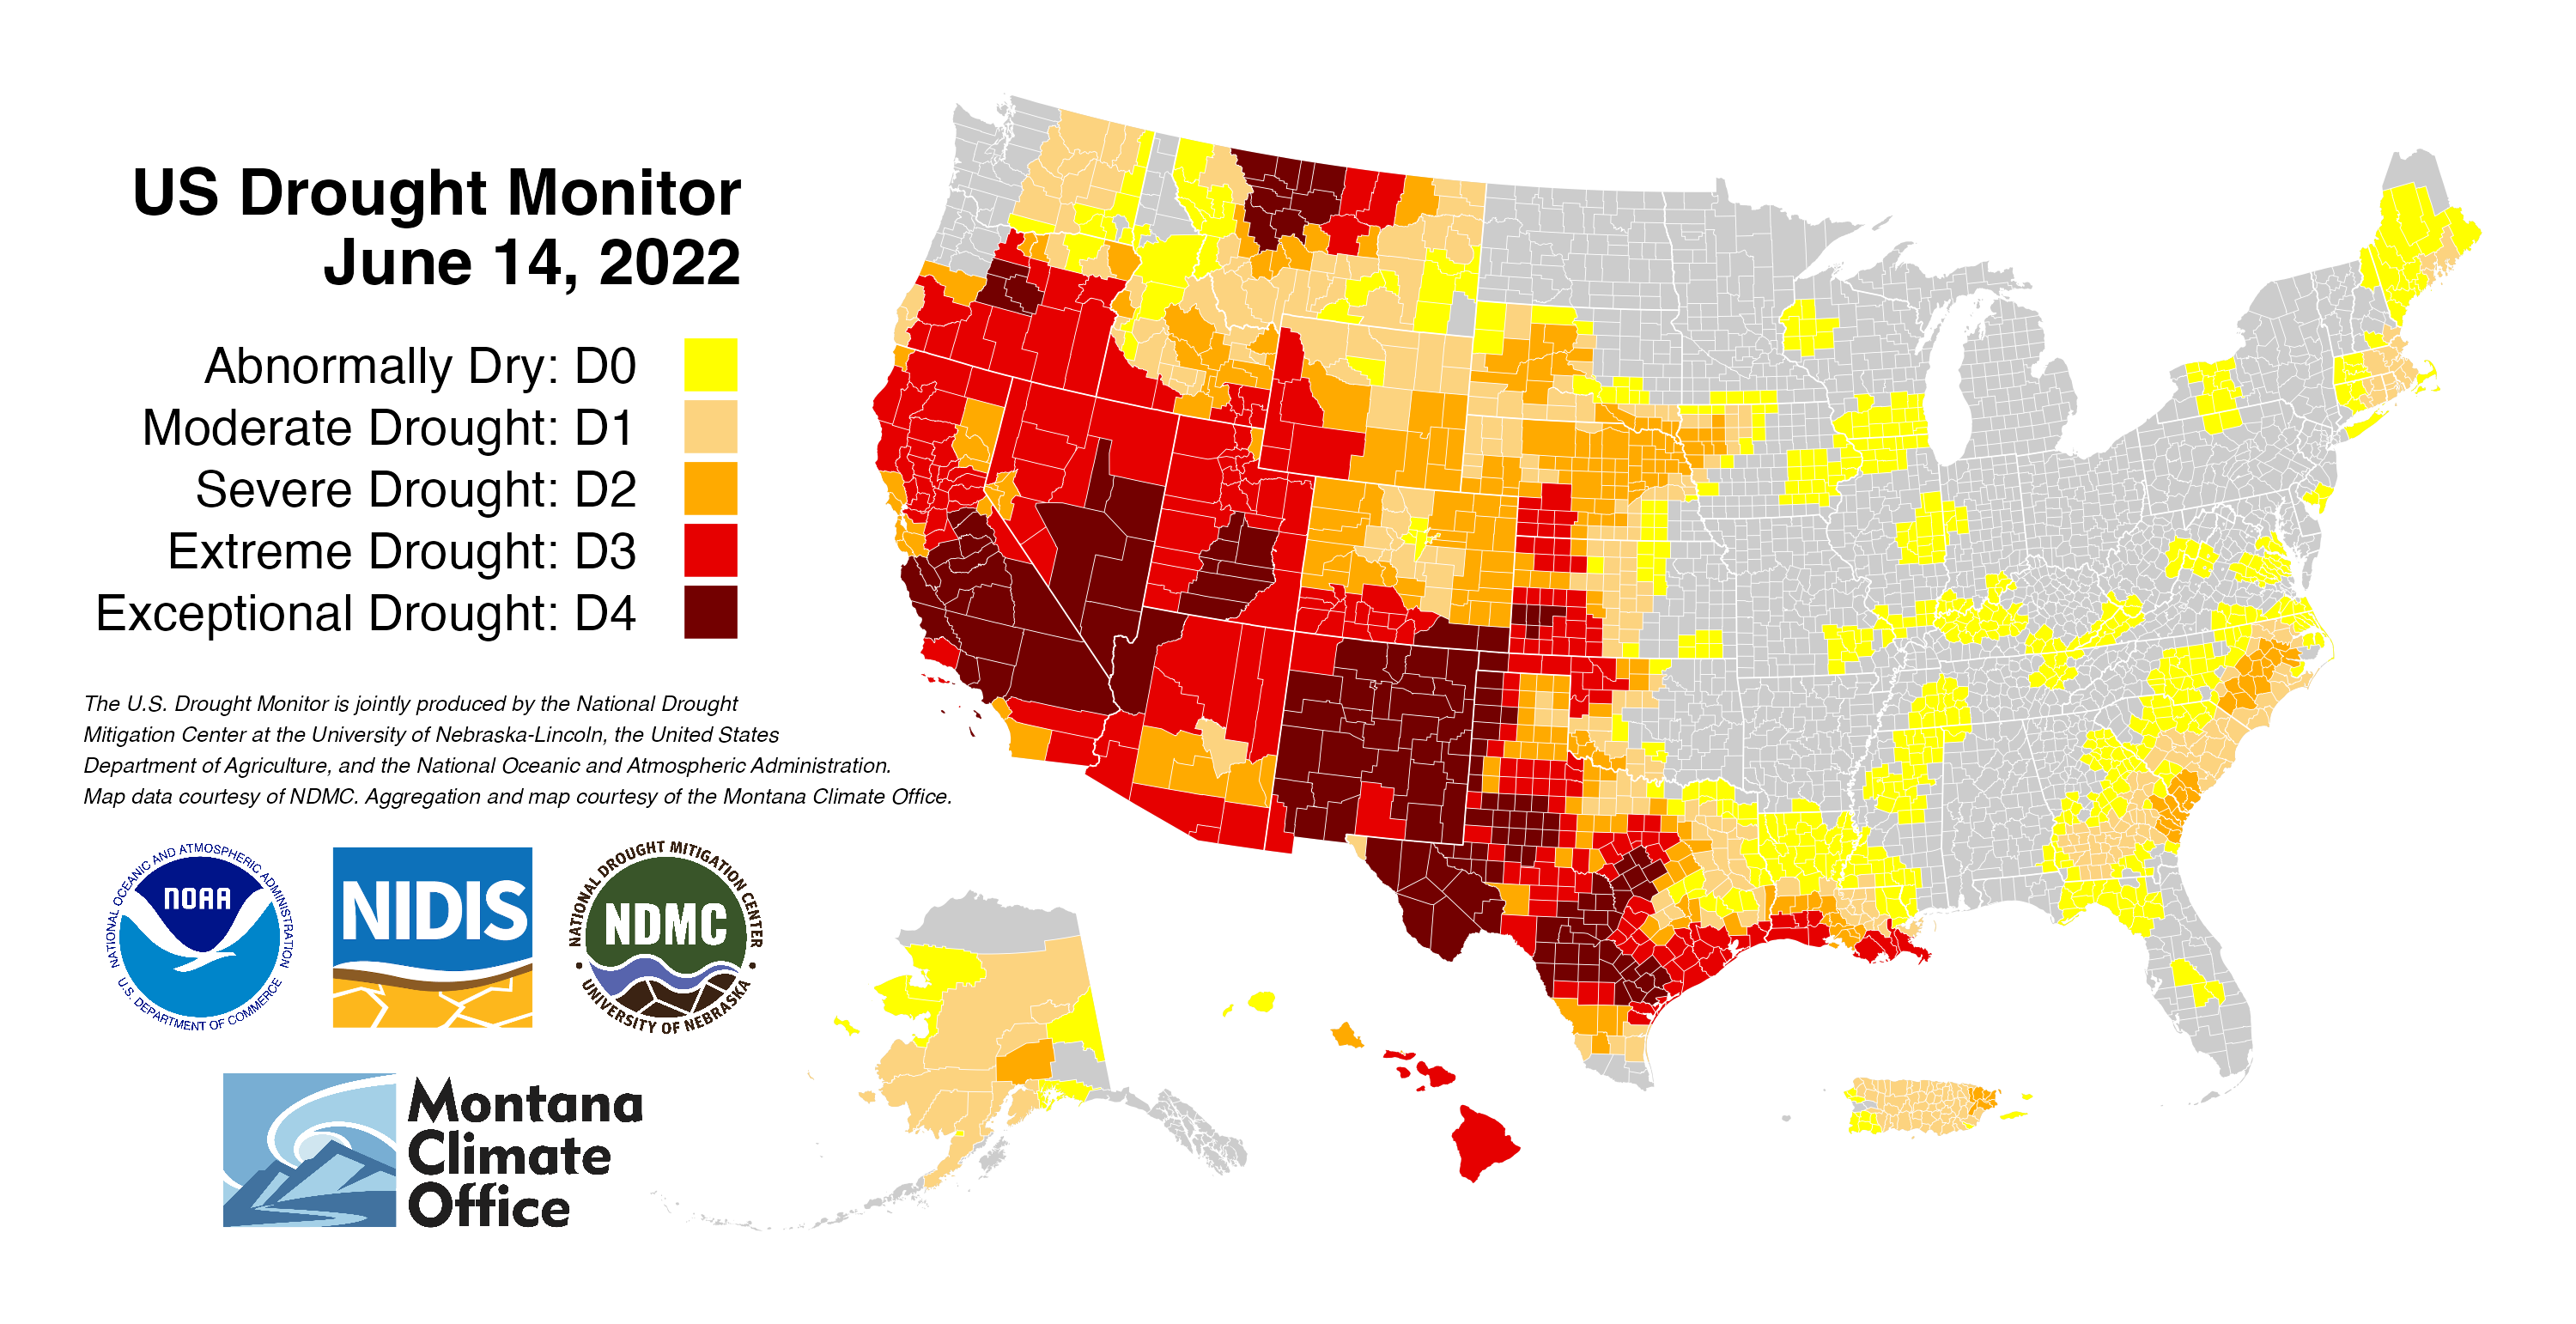 US Drought Monitor
June 14, 2022
Abnormally Dry: D0
Moderate Drought: D1
Severe Drought: D2
Extreme Drought: D3
Exceptional Drought: D4
The U.S. Drought Monitor is jointly produced by the National Drought
Mitigation Center at the University of Nebraska-Lincoln, the United States
Department of Agriculture, and the National Oceanic and Atmospheric Administration.
Map data courtesy of NDMC. Aggregation and map courtesy of the Montana Climate Office.
NATIONAL OCEANIC AND ATMOSPHERIC ADMINISTRATION
NOAA
U.S. DEPARTMENT OF COMMERCE
NIDIS
NATIONAL DROUGHT MITIGATION CENTER
NDMC
UNIVERSITY OF NEBRASKA
Montana
Climate
Office